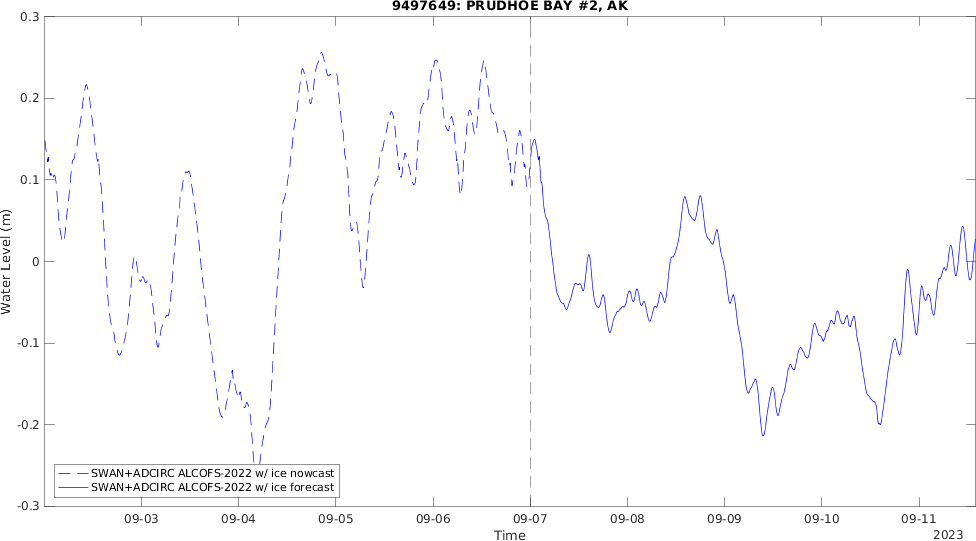 9497649: PRUDHOE BAY #2, AK
0.3
0.2
0.1
0
-0.1
-0.2
-0.3
Water Level (m)
SWAN+ADCIRC ALCOFS-2022 w/ ice nowcast
SWAN+ADCIRC ALCOFS-2022 w/ ice forecast
09-03 09-04 09-05 09-06 09-07 09-08 09-09 09-10 09-11
Time
2023